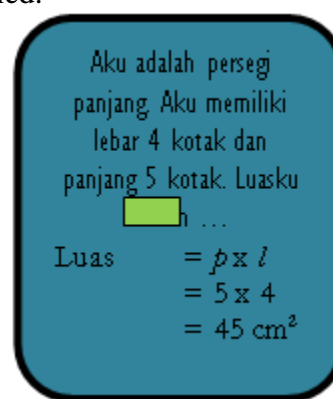 Aku adalah persegi
panjang. Aku memiliki
lebar 4 kotak dan
panjang 5 kotak. Luasku
...
Luas = p x l
= 5 x 4
= 45 cm²